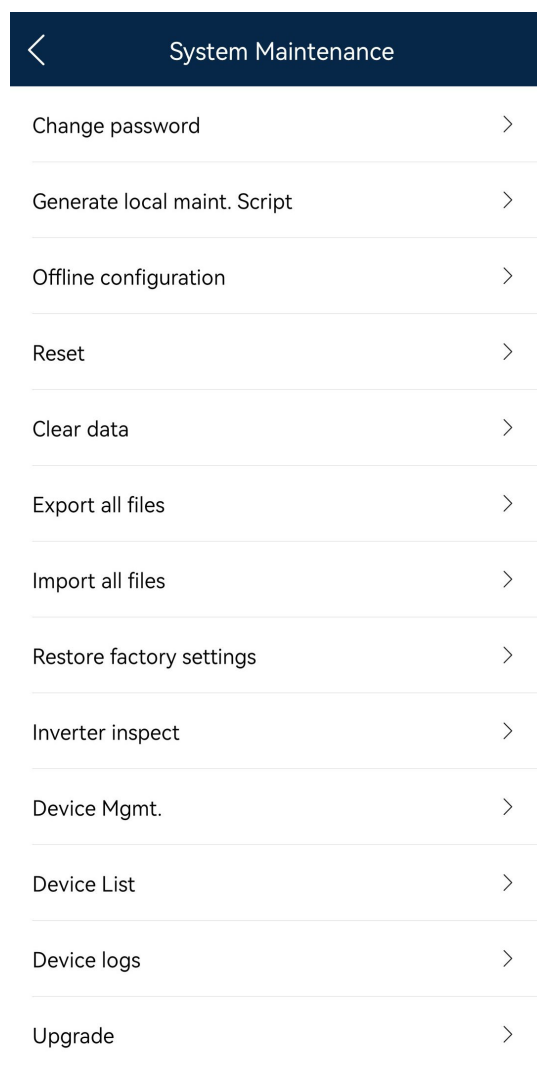 System Maintenance
Change password
Generate local maint. Script
Offline configuration
Reset
Clear data
Export all files
Import all files
Restore factory settings
Inverter inspect
Device Mgmt.
Device List
Device logs
Upgrade